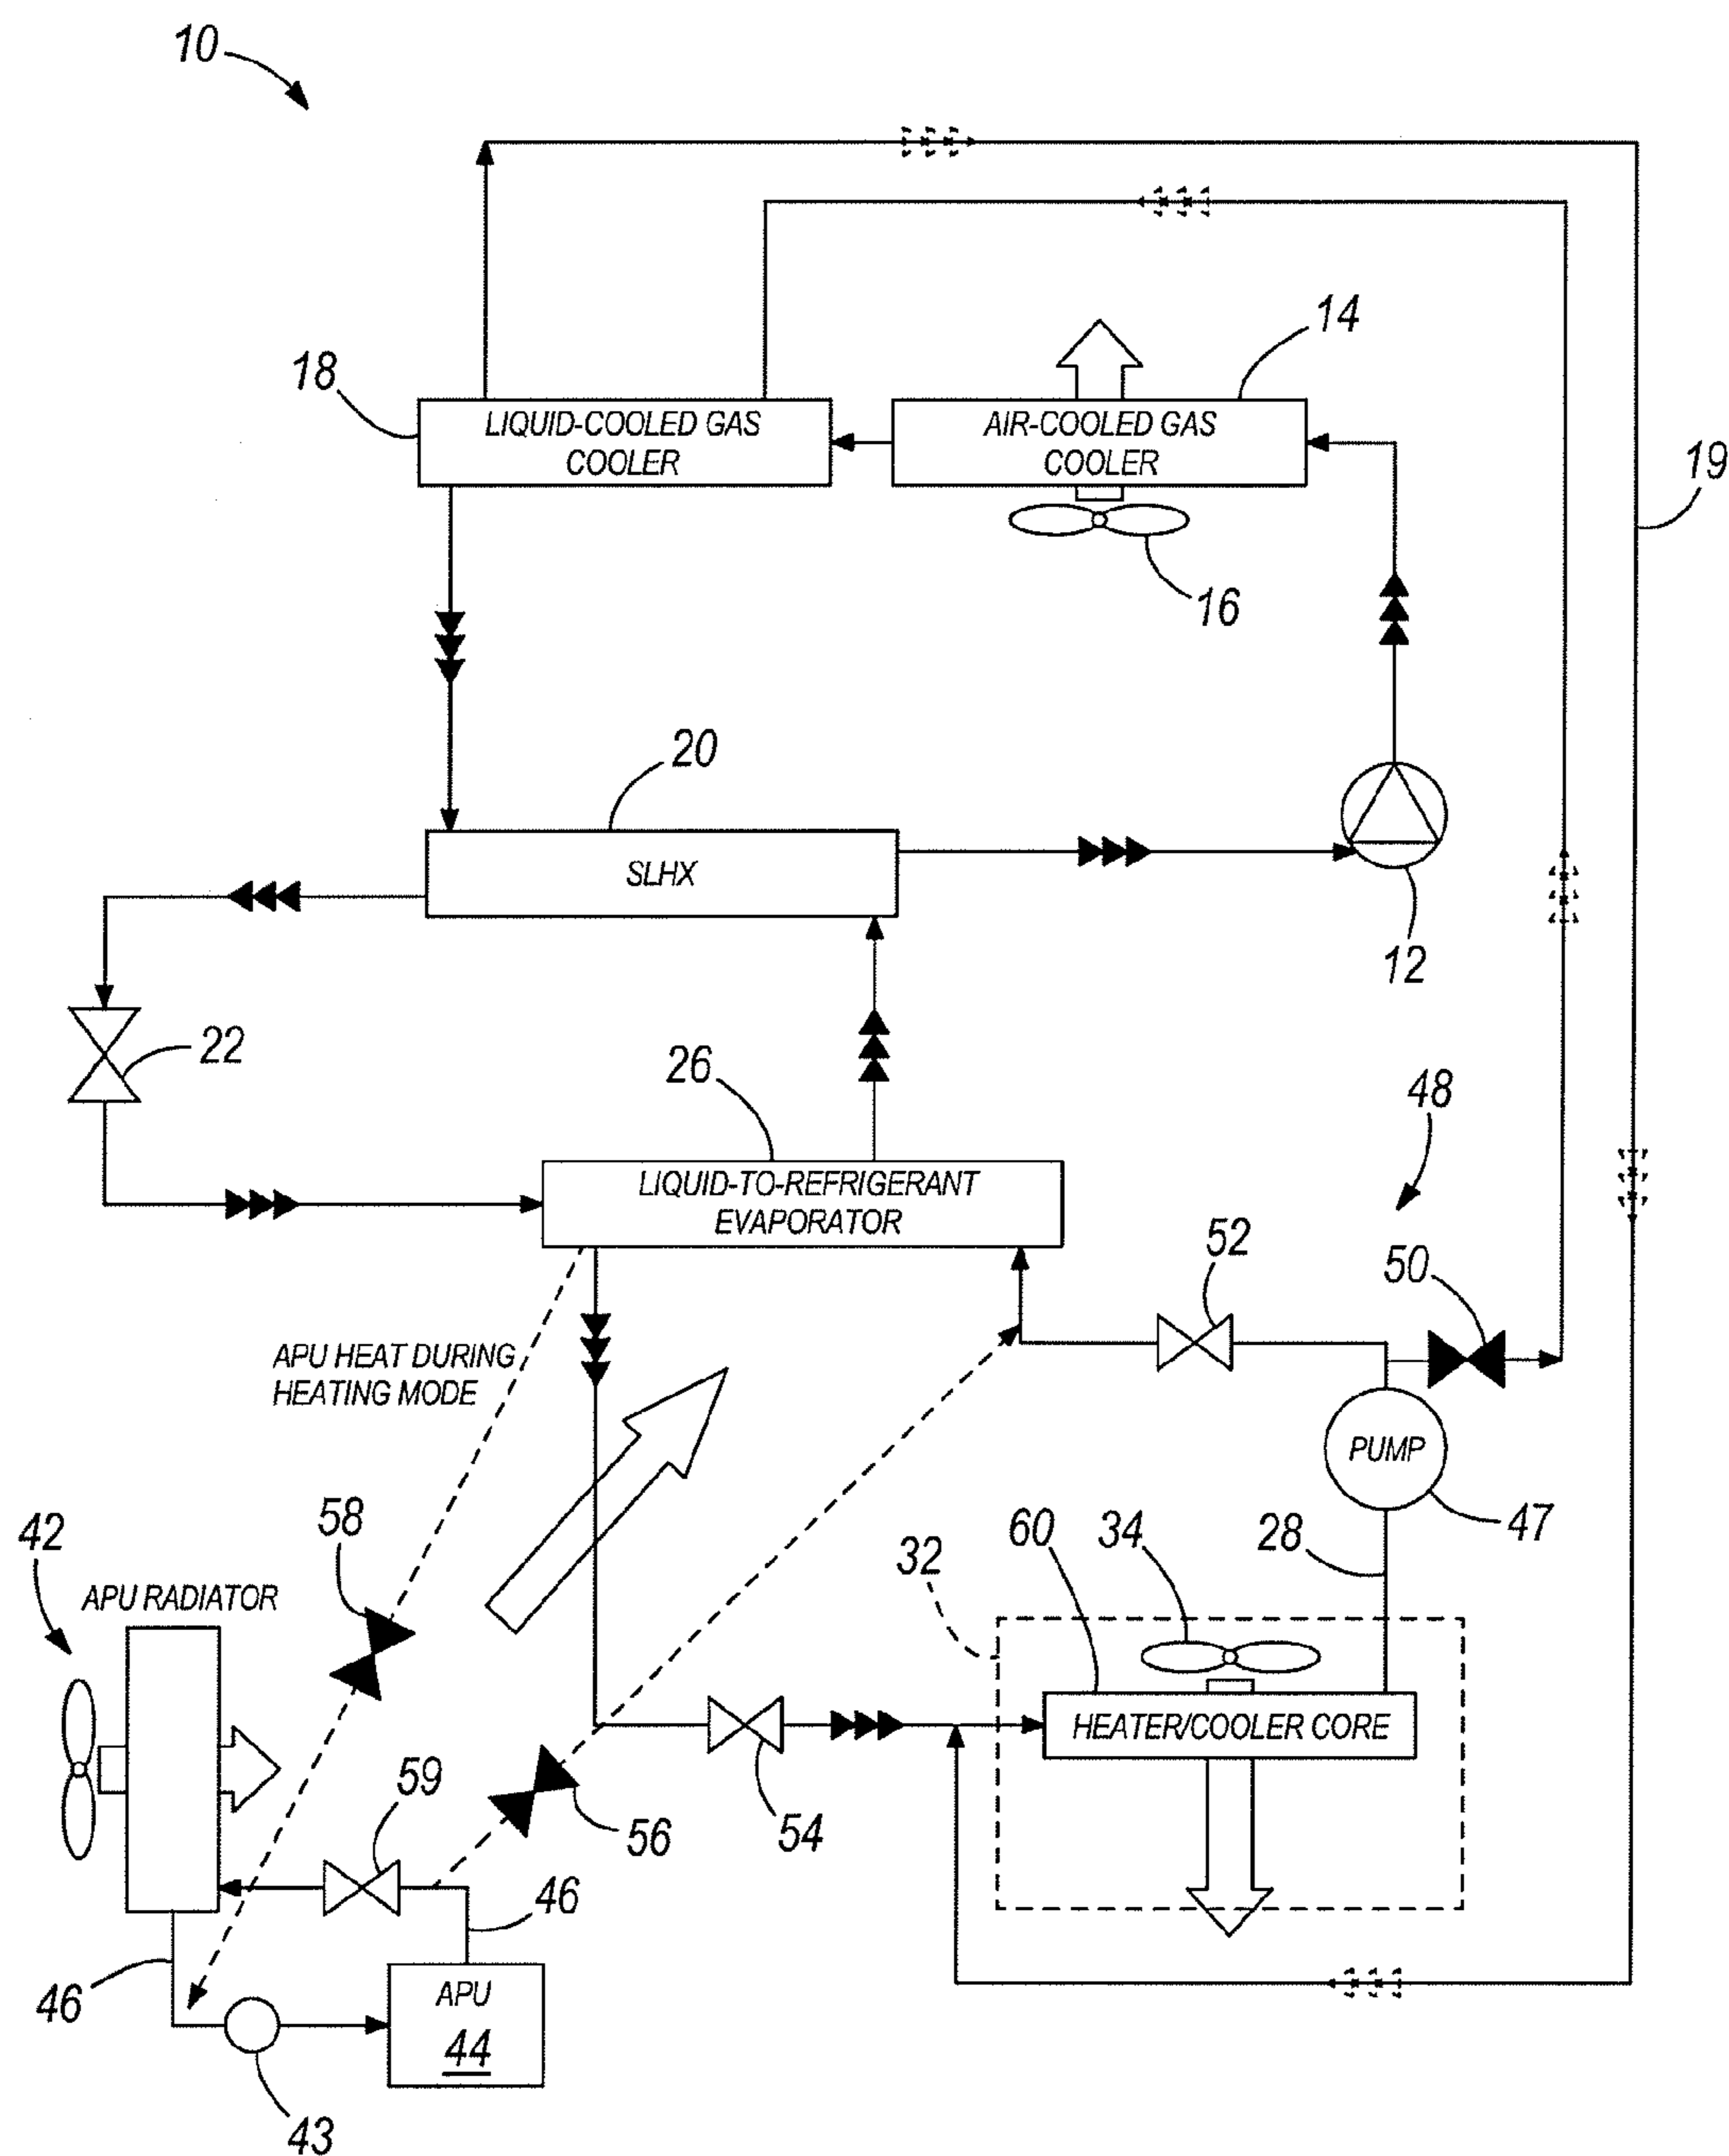 10
14
18
LIQUID-COOLED GAS
COOLER
AIR-COOLED GAS
COOLER
19
16
20
SLHX
12
22
26
48
LIQUID-TO-REFRIGERANT
EVAPORATOR
52
50
APU HEAT DURING
HEATING MODE
PUMP
58
42
60
34
28
47
32
APU RADIATOR
HEATER/COOLER CORE
59
56
54
46
46
APU
44
43